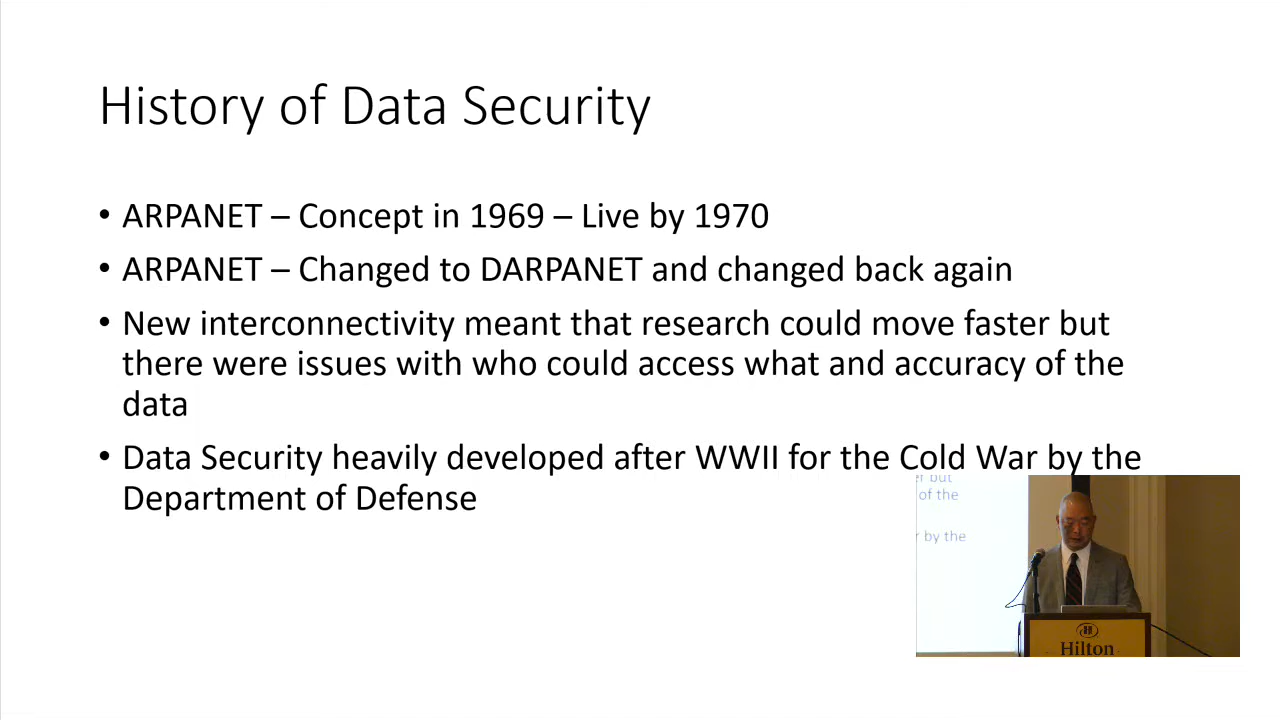 History of Data Security
• ARPANET – Concept in 1969 – Live by 1970
• ARPANET – Changed to DARPANET and changed back again
• New interconnectivity meant that research could move faster but
there were issues with who could access what and accuracy of the
data
• Data Security heavily developed after WWII for the Cold War by the
Department of Defense
but
of the
by the
H
Hilton